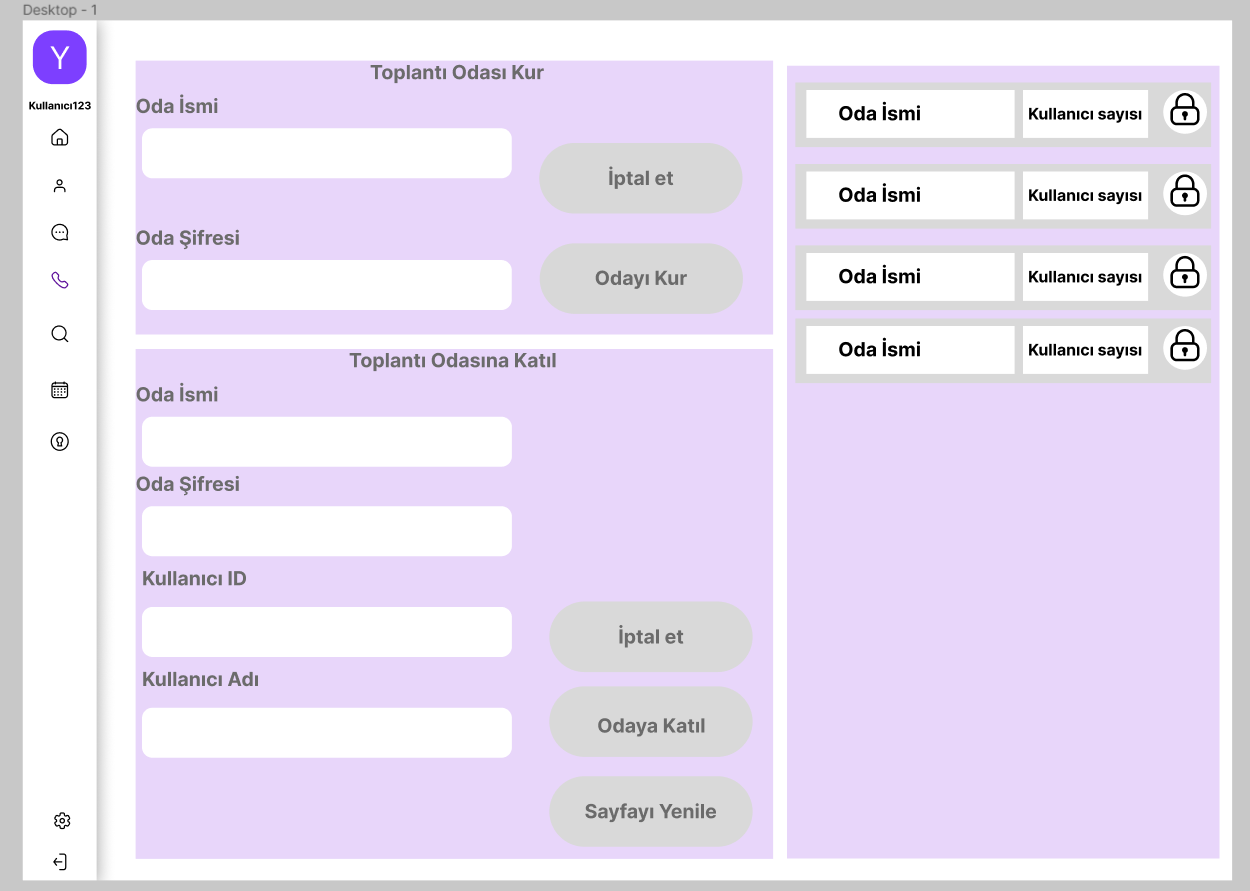 Desktop - 1
Y
Kullanıcı123
Toplantı Odası Kur
Oda İsmi
İptal et
Oda Şifresi
Odayı Kur
Toplantı Odasına Katıl
Oda İsmi
Oda Şifresi
Kullanıcı ID
İptal et
Kullanıcı Adı
Odaya Katıl
Sayfayı Yenile
Oda İsmi Kullanıcı sayısı
Oda İsmi Kullanıcı sayısı
Oda İsmi Kullanıcı sayısı
Oda İsmi Kullanıcı sayısı